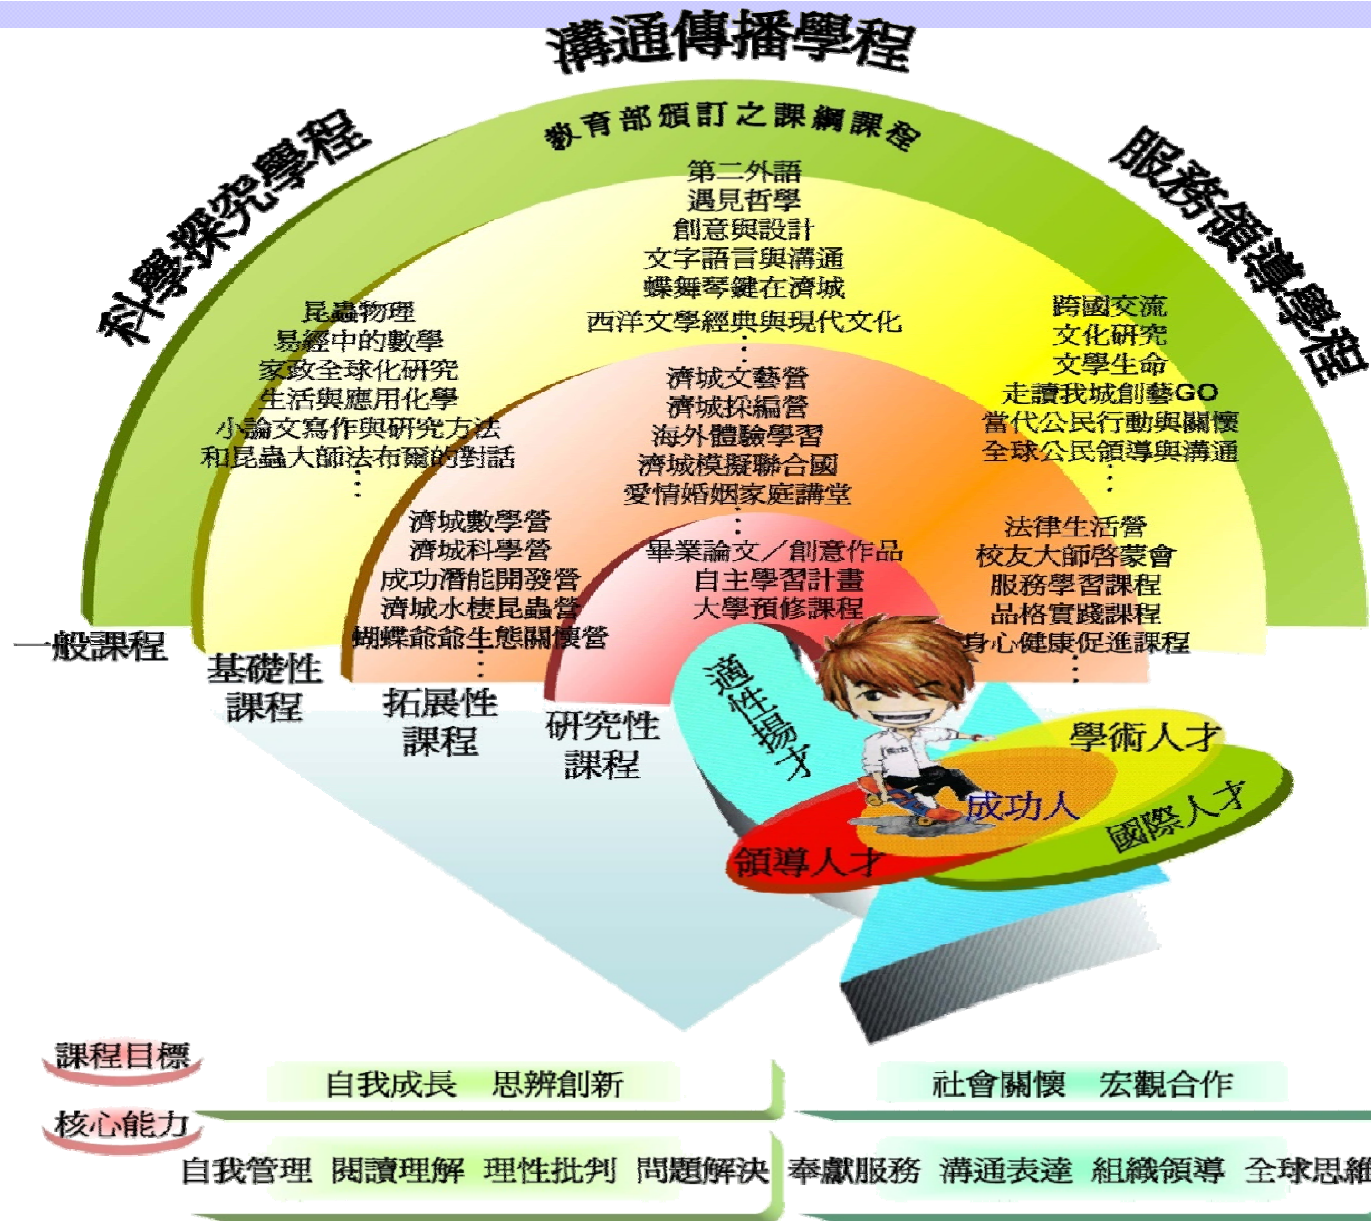 溝通傳播學程
科學探究學程
服務領導學程
教育部頒訂之課綱課程
第二外語
遇見哲學
創意與設計
文字語言與溝通
蝶舞琴鍵在濟城
西洋文學經典與現代文化
⋮
昆蟲物理
易經中的數學
家政全球化研究
生活與應用化學
小論文寫作與研究方法
和昆蟲大師法布爾的對話
⋮
跨國交流
文化研究
文學生命
走讀我城創藝GO
當代公民行動與關懷
全球公民領導與溝通
⋮
濟城文藝營
濟城採編營
海外體驗學習
濟城模擬聯合國
愛情婚姻家庭講堂
⋮
濟城數學營
濟城科學營
成功潛能開發營
濟城水棲昆蟲營
蝴蝶爺爺生態關懷營
⋮
法律生活營
校友大師啓蒙會
服務學習課程
品格實踐課程
身心健康促進課程
⋮
畢業論文／創意作品
自主學習計畫
大學預修課程
一般課程
基礎性
課程
拓展性
課程
研究性
課程
適性揚才
學術人才
成功人
國際人才
領導人才
課程目標
自我成長 思辨創新
社會關懷 宏觀合作
核心能力
自我管理 閱讀理解 理性批判 問題解決
奉獻服務 溝通表達 組織領導 全球思維